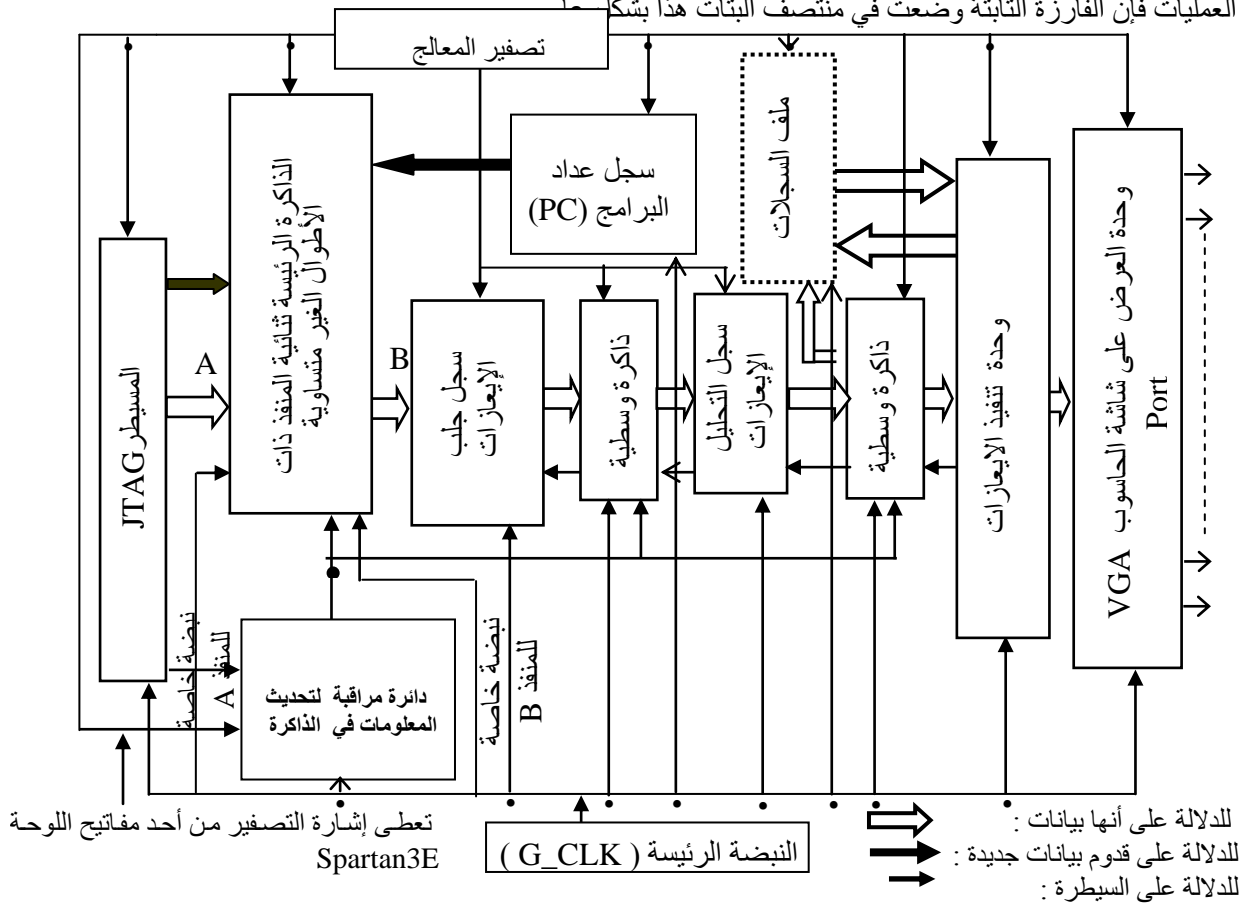 العمليات فإن الفارزة الثابتة وضعت في منتصف البتات هذا بشكل
تصفير المعالج
المسيطر JTAG
A
الذاكرة الرئيسة ثنائية المنفذ ذات
الأطوال الغير متساوية
B
سجل جلب
الإيعازات
سجل عداد
البرامج (PC)
ذاكرة وسطية
سجل التحليل
الإيعازات
ملف السجلات
ذاكرة وسطية
وحدة تنفيذ الايعازات
وحدة العرض على شاشة الحاسوب VGA
Port
نبضة خاصة
للمنفذ A
دائرة مراقبة لتحديث
المعلومات في الذاكرة
نبضة خاصة
للمنفذ B
تعطى إشارة التصفير من أحد مفاتيح اللوحة
Spartan3E
النبضة الرئيسة ( G_CLK )
للدلالة على أنها بيانات :
للدلالة على قدوم بيانات جديدة :
للدلالة على السيطرة :